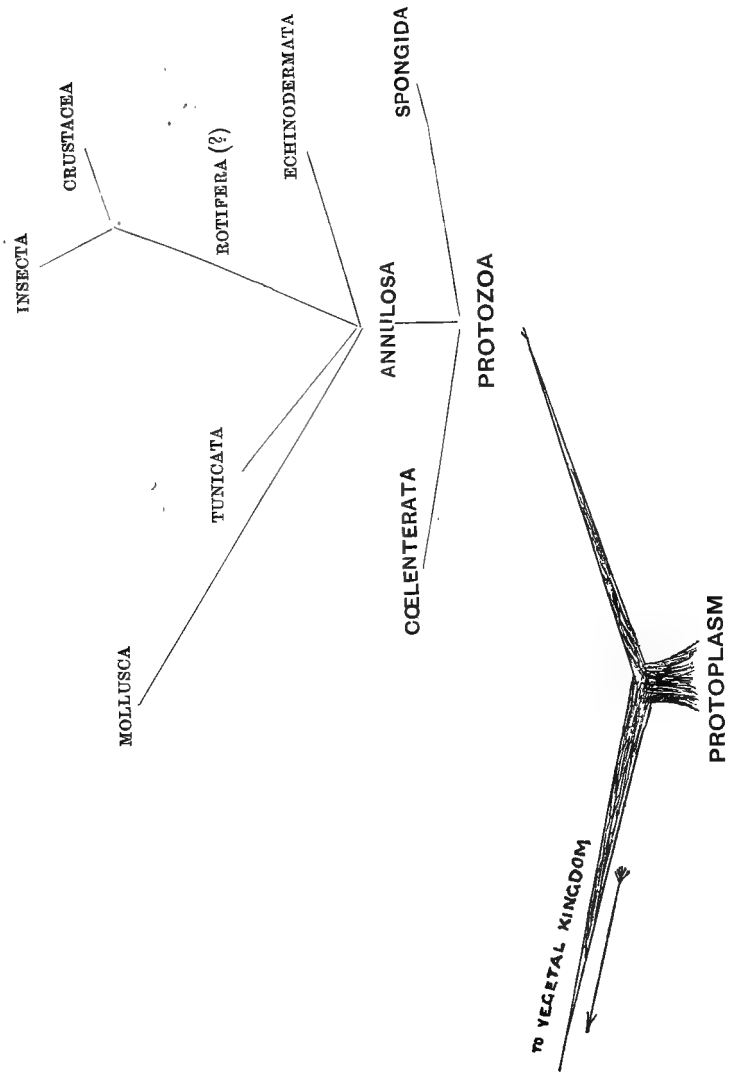 INSECTA
CRUSTACEA
ROTIFERA (?)
ECHINODERMATA
SPONGIDA
MOLLUSCA
TUNICATA
ANNULOSA
CŒLENTERATA
PROTOZOA
TO VEGETAL KINGDOM
PROTOPLASM